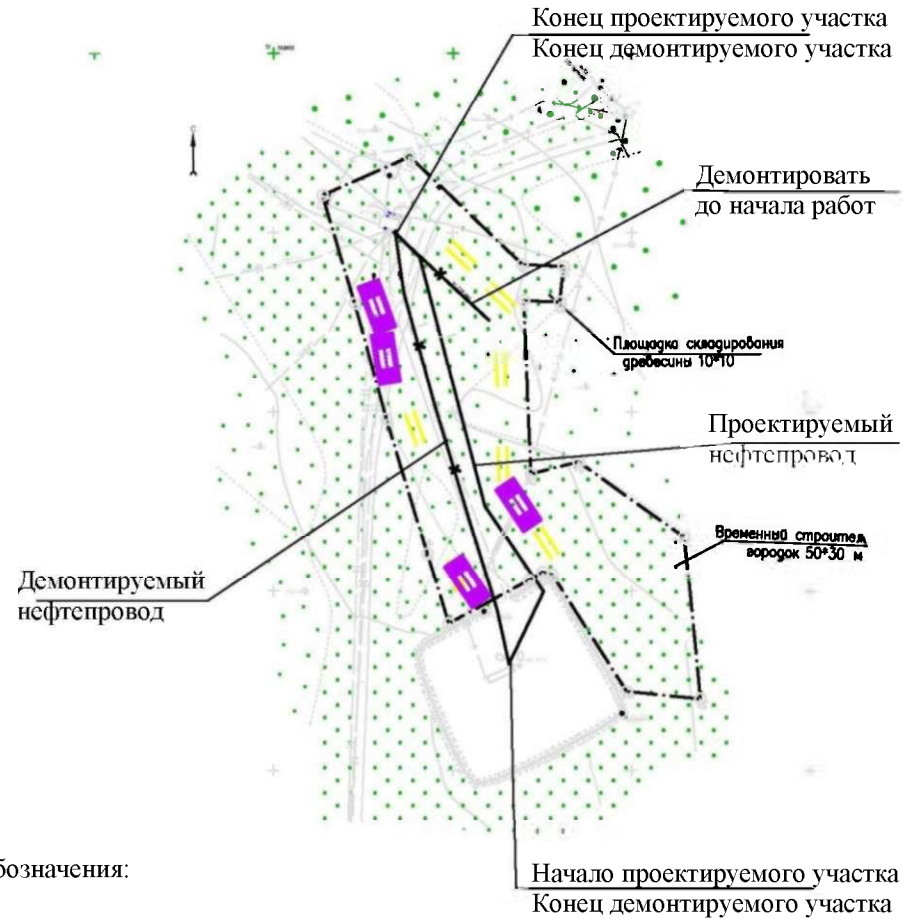 Конец проектируемого участка
Конец демонтируемого участка
Демонтировать
до начала работ
Площадка складирования
древесины 10*10
Проектируемый
нефтепровод
Временный строител
городок 50*30 м
Демонтируемый
нефтепровод
бозначения:
Начало проектируемого участка
Конец демонтируемого участка